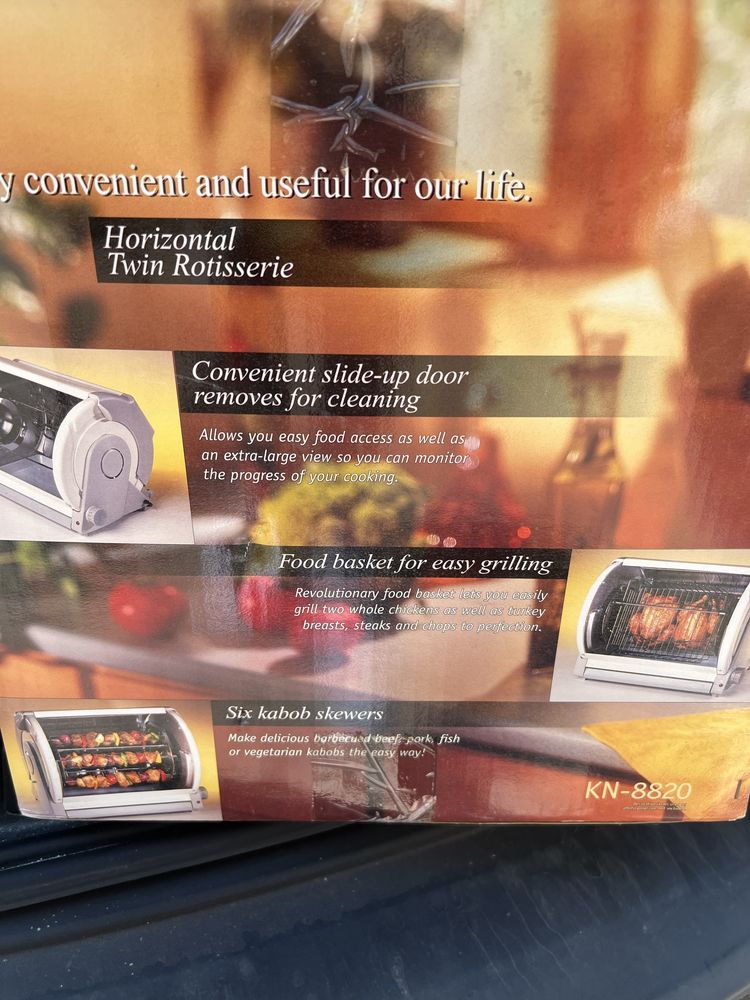 y convenient and useful for our life.
Horizontal
Twin Rotisserie
Convenient slide-up door
removes for cleaning
Allows you easy food access as well as
an extra-large view so you can monitor
the progress of your cooking.
Food basket for easy grilling
Revolutionary food basket lets you easily
grill two whole chickens as well as turkey
breasts, steaks and chops to perfection.
Six kabob skewers
Make delicious barbecued beef, pork, fish
or vegetarian kabobs the easy way!
KN-8820